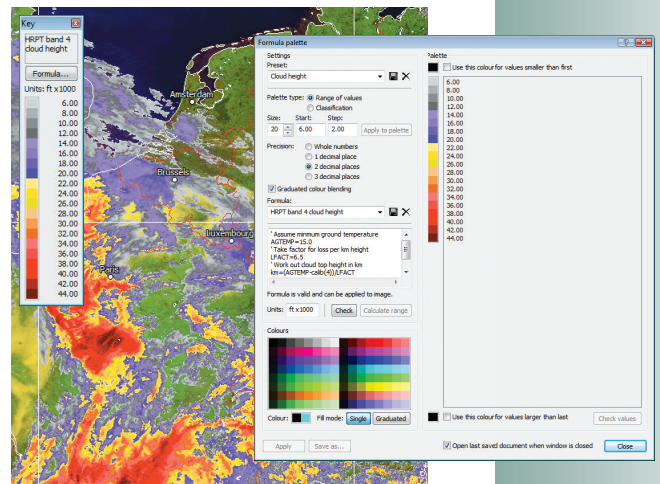 Key
HRPT band 4
cloud height
Formula...
Units: ft x1000
6.00
8.00
10.00
12.00
14.00
16.00
18.00
20.00
22.00
24.00
26.00
28.00
30.00
32.00
34.00
36.00
38.00
40.00
42.00
44.00
Amsterdam
Brussels
Luxembourg
Paris
Formula palette
Settings
Preset:
Cloud height
Palette type:
Range of values
Classification
Size: Start: Step:
20 6.00 2.00 Apply to palette
Precision:
Whole numbers
1 decimal place
2 decimal places
3 decimal places
Graduated colour blending
Formula:
HRPT band 4 cloud height
' Assume minmum ground temperature
AGTEMP=15.0
' Take factor for loss per km height
LFACT=6.5
' Work out cloud top height in km
km=(AGTEMP-calib(4))/LFACT
Formula is valid and can be applied to image.
Units: ft x1000 Check Calculate range
Colours
Colour: Fill mode: Single Graduated
Apply Save as...
Palette
Use this colour for values smaller than first
6.00
8.00
10.00
12.00
14.00
16.00
18.00
20.00
22.00
24.00
26.00
28.00
30.00
32.00
34.00
36.00
38.00
40.00
42.00
44.00
Use this colour for values larger than last
Check values
Open last saved document when window is closed
Close